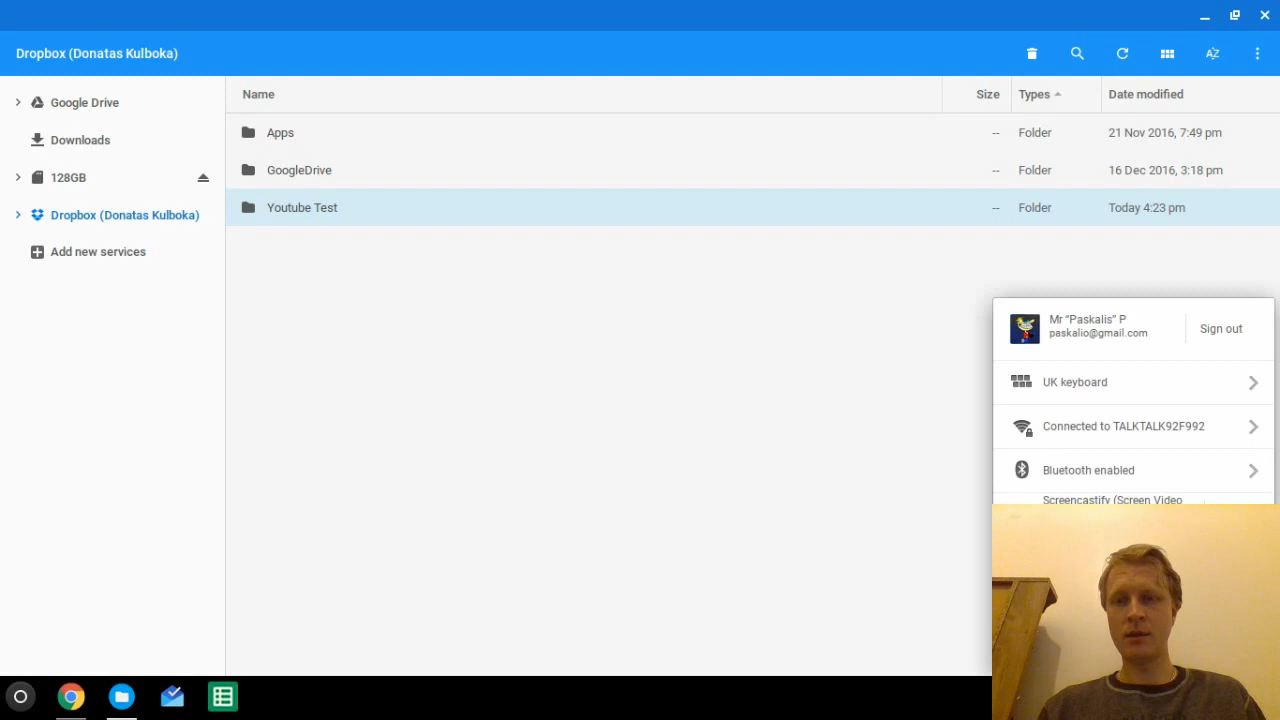 Dropbox (Donatas Kulboka)
Google Drive
Downloads
128GB
Dropbox (Donatas Kulboka)
Add new services
Name Size Types Date modified
Apps -- Folder 21 Nov 2016, 7:49 pm
GoogleDrive -- Folder 16 Dec 2016, 3:18 pm
Youtube Test -- Folder Today 4:23 pm
Mr “Paskalis” P
paskalio@gmail.com
Sign out
UK keyboard
Connected to TALKTALK92F992
Bluetooth enabled
Screencastify (Screen Video